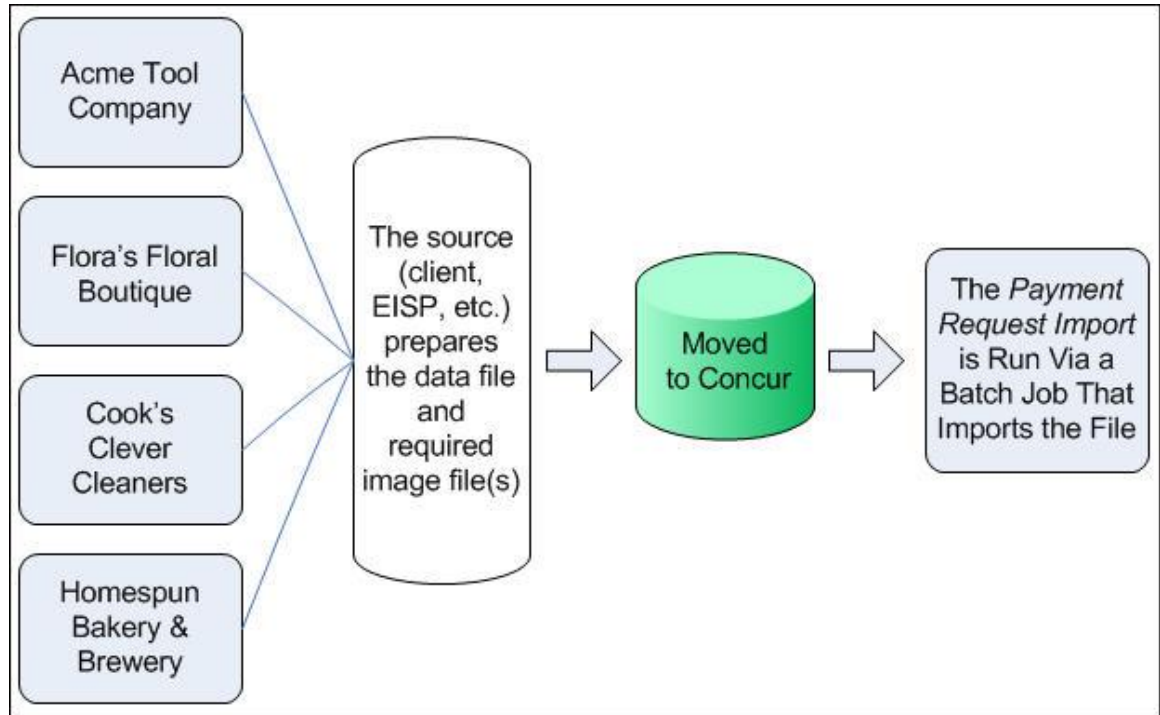 Acme Tool
Company
Flora's Floral
Boutique
Cook's
Clever
Cleaners
Homespun
Bakery &
Brewery
The source
(client,
EISP, etc.)
prepares
the data file
and
required
image file(s)
Moved
to Concur
The Payment
Request Import
is Run Via a
Batch Job That
Imports the File